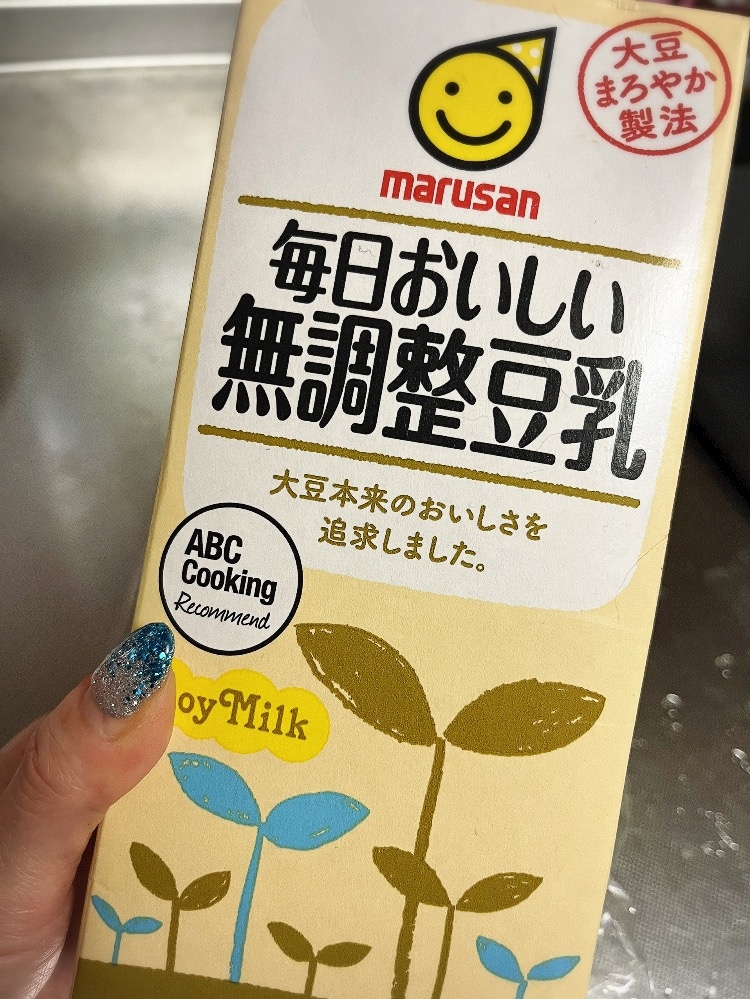 marusan
大豆
まろやか
製法
毎日おいしい
無調整豆乳
大豆本来のおいしさを
追求しました。
ABC
Cooking
Recommend
oyMilk